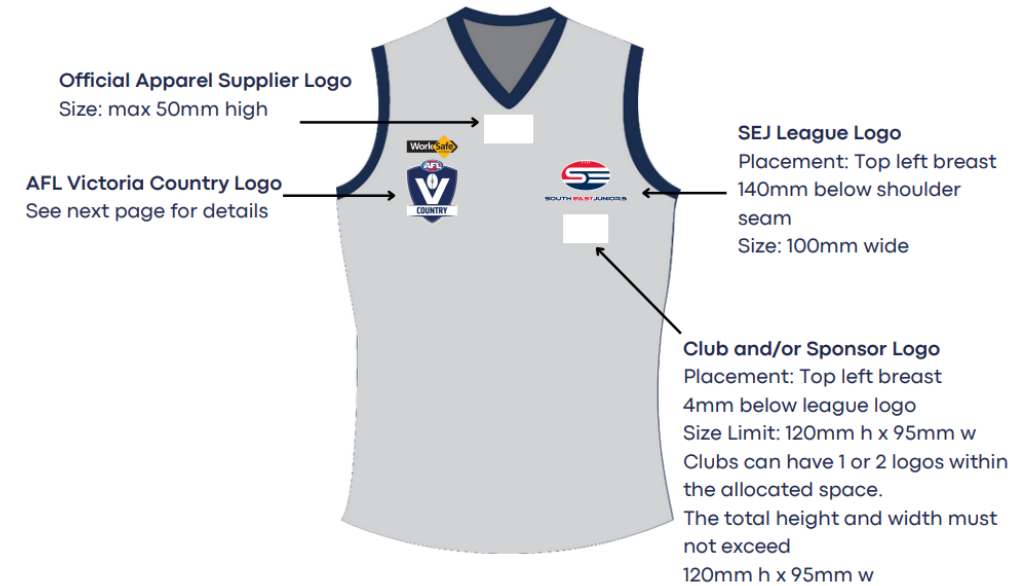 Official Apparel Supplier Logo
Size: max 50mm high
AFL Victoria Country Logo
See next page for details
WorkSafe
AFL
V
COUNTRY
SE
SOUTH EAST JUNIORS
SEJ League Logo
Placement: Top left breast
140mm below shoulder
seam
Size: 100mm wide
Club and/or Sponsor Logo
Placement: Top left breast
4mm below league logo
Size Limit: 120mm h x 95mm w
Clubs can have 1 or 2 logos within
the allocated space.
The total height and width must
not exceed
120mm h x 95mm w